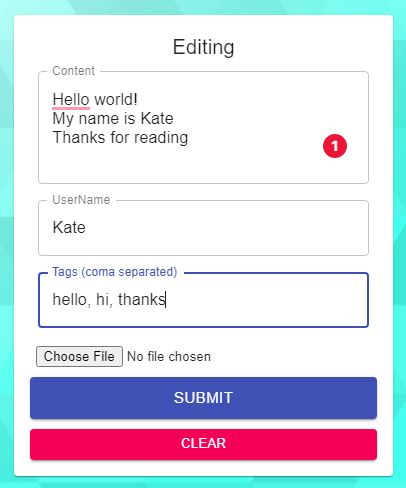 Editing
Content
Hello world!
My name is Kate
Thanks for reading
1
UserName
Kate
Tags (coma separated)
hello, hi, thanks
Choose File No file chosen
SUBMIT
CLEAR